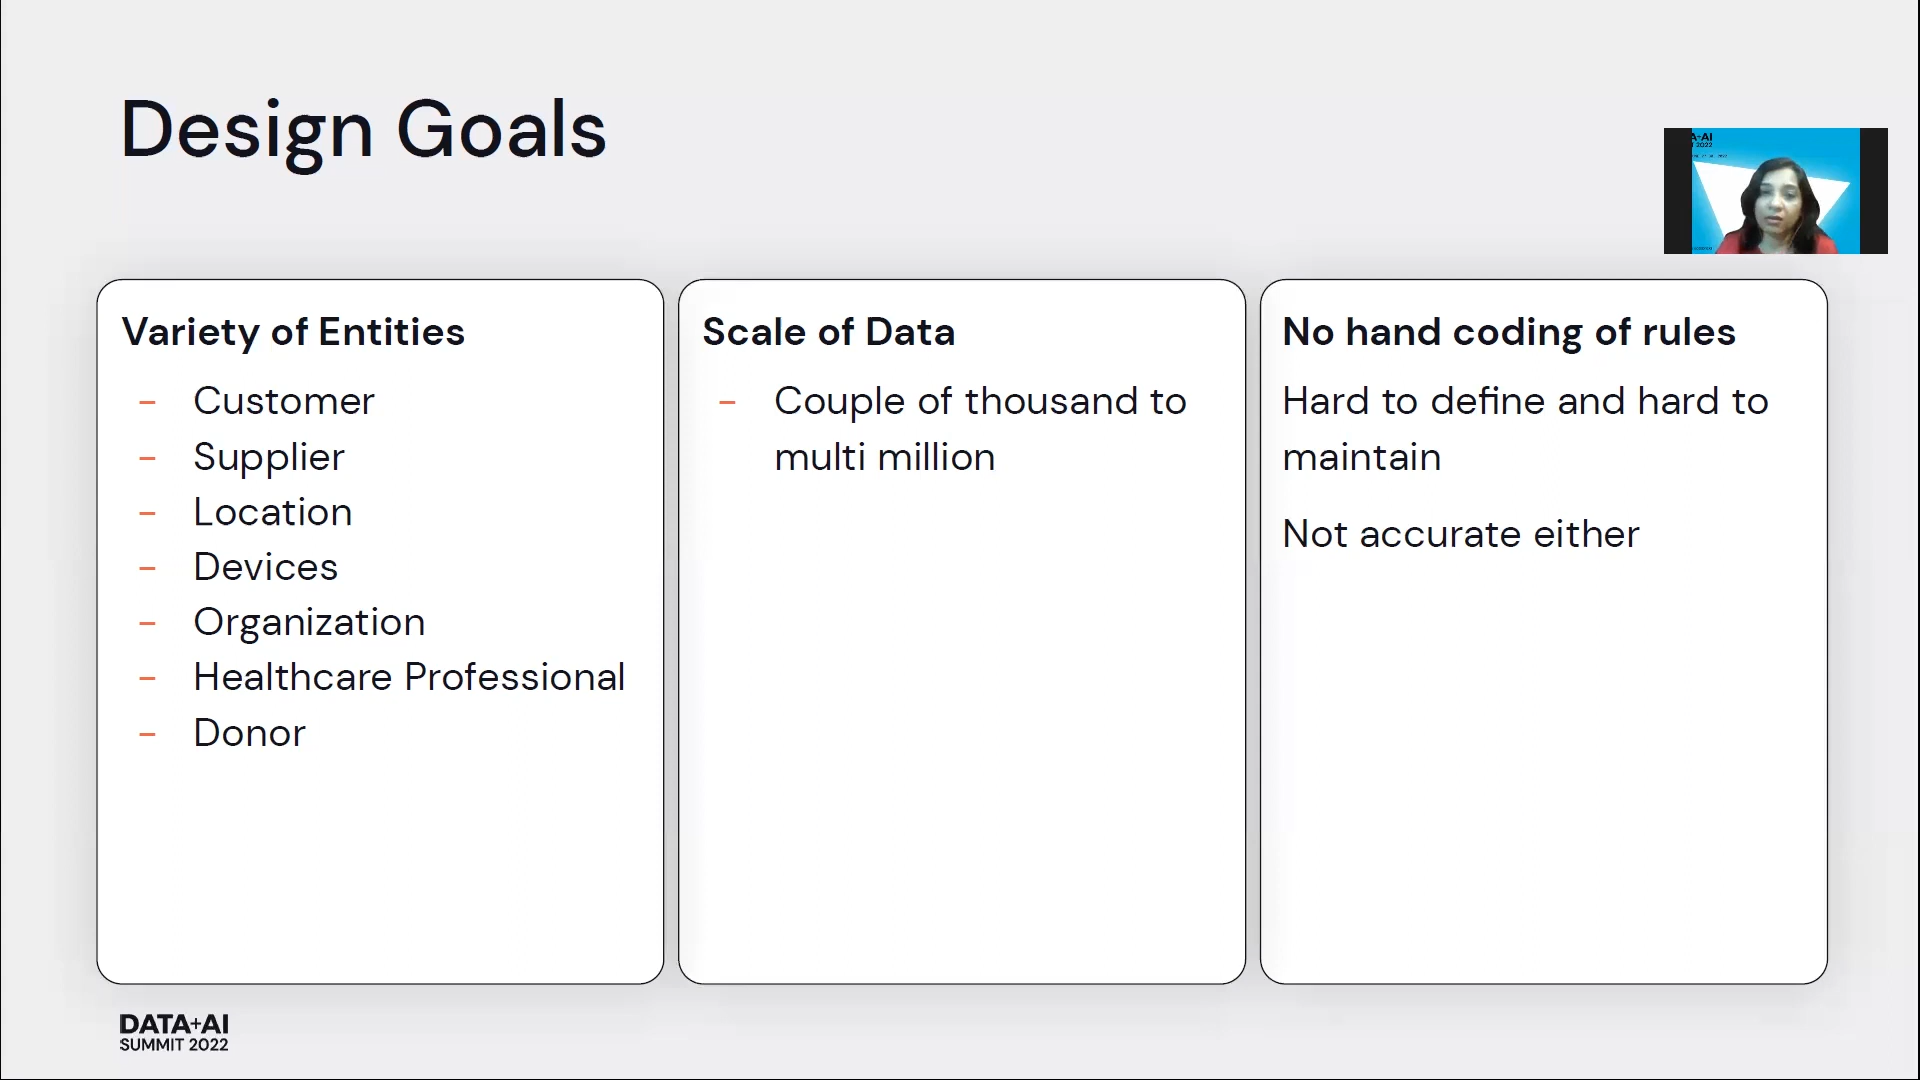 Design Goals
A+AI
T 2022
Variety of Entities
- Customer
- Supplier
- Location
- Devices
- Organization
- Healthcare Professional
- Donor
Scale of Data
- Couple of thousand to
multi million
No hand coding of rules
Hard to define and hard to
maintain
Not accurate either
DATA+AI
SUMMIT 2022